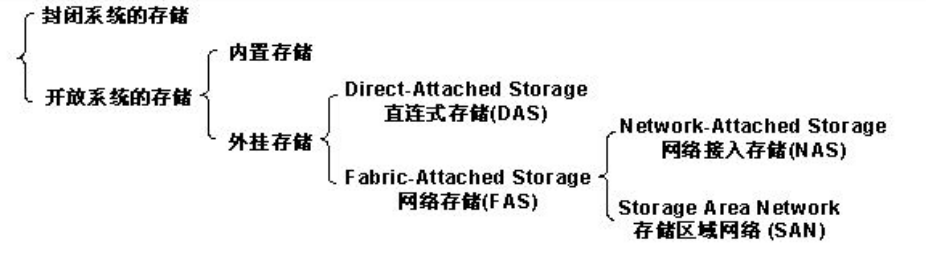 封闭系统的存储
开放系统的存储
内置存储
外挂存储
Direct-Attached Storage
直连式存储(DAS)
Fabric-Attached Storage
网络存储(FAS)
Network-Attached Storage
网络接入存储(NAS)
Storage Area Network
存储区域网络 (SAN)